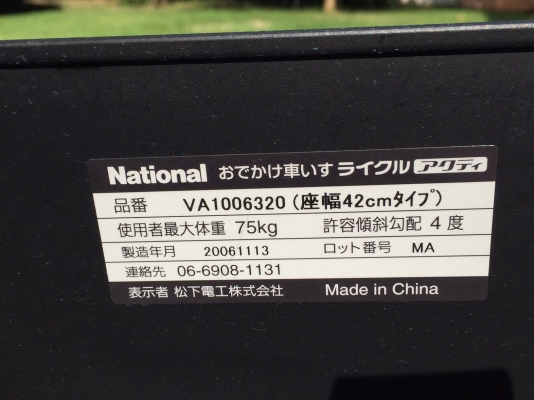 National おでかけ車いす ライクル アクティ
品番 VA1006320 (座幅42cmタイプ)
使用者最大体重 75kg 許容傾斜勾配 4度
製造年月 20061113 ロット番号 MA
連絡先 06-6908-1131
表示者 松下電工株式会社 Made in China